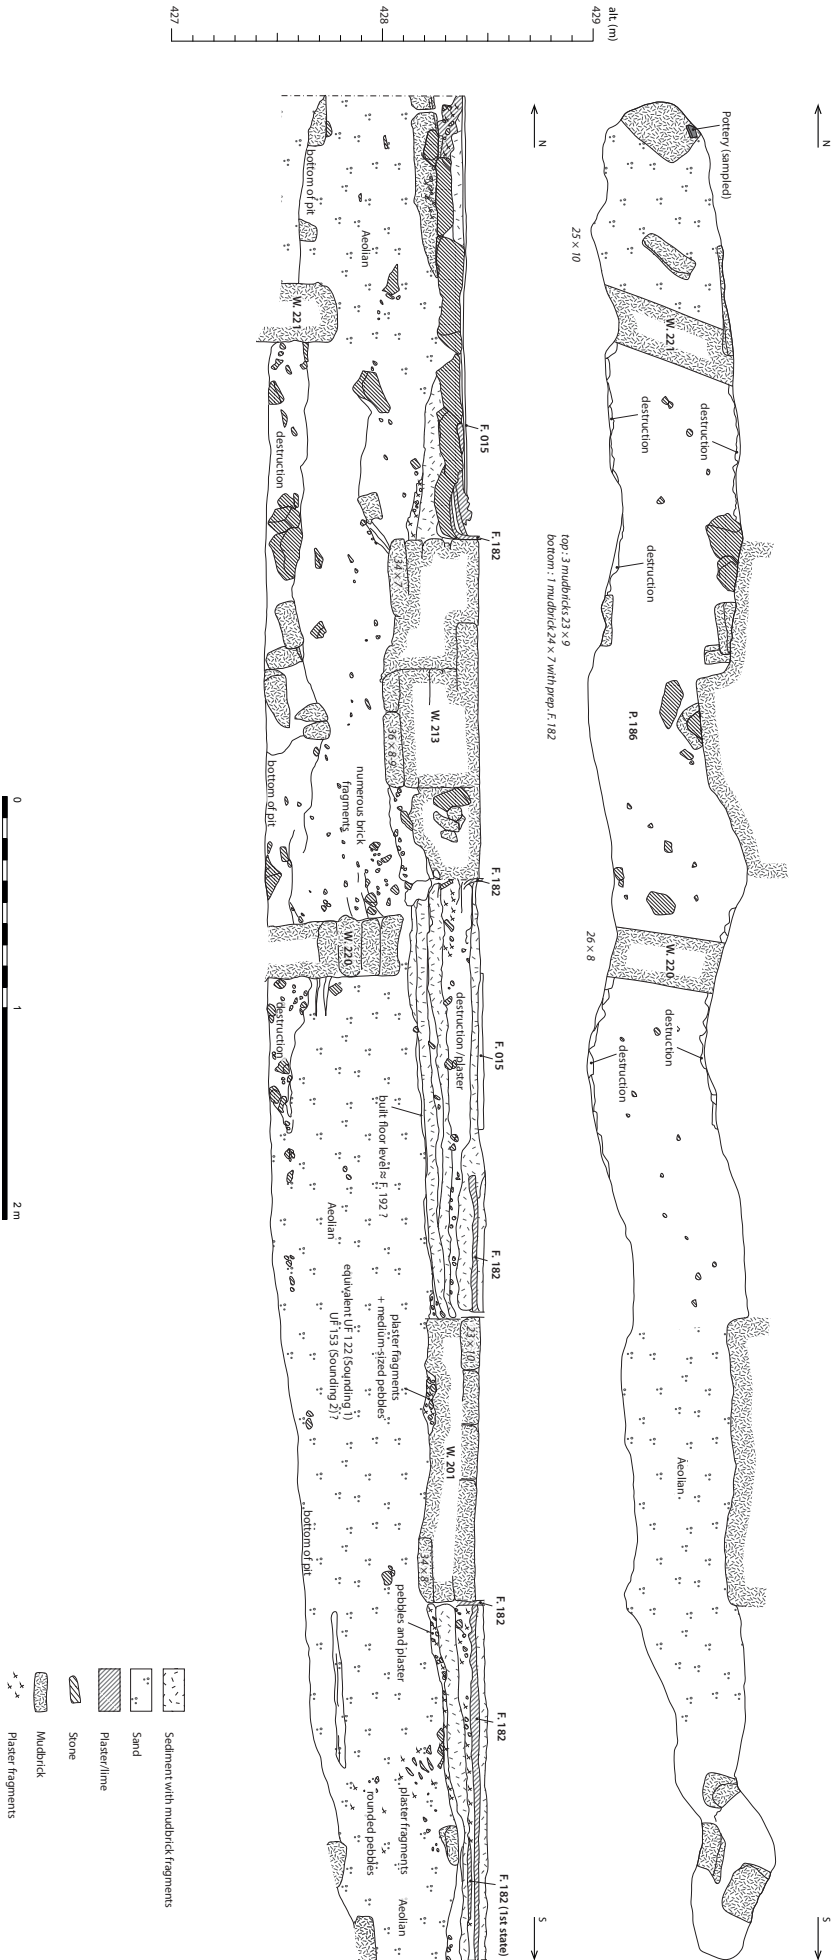 alt. (m)
427
428
429
N
S
Pottery (sampled)
25 × 10
W. 221
destruction
destruction
destruction
P. 186
26 × 8
W. 220
destruction
destruction
Aeolian
N
S
bottom of pit
Aeolian
W. 221
destruction
F. 015
F. 182
top : 3 mudbricks 23 × 9
bottom : 1 mudbrick 24 × 7 with prep. F. 182
34 × 7
W. 213
36 × 8-9
numerous brick
fragments
bottom of pit
F. 182
W. 220
destruction
destruction /plaster
F. 015
built floor level ≈ F. 192 ?
F. 182
Aeolian
equivalent UF 122 (Sounding 1)
UF 153 (Sounding 2)?
plaster fragments
+ medium-sized pebbles
23 × 10
W. 201
34 × 8
bottom of pit
F. 182
pebbles and plaster
F. 182
plaster fragments
rounded pebbles
Aeolian
F. 182 (1st state)
0
1
2 m
Sediment with mudbrick fragments
Sand
Plaster/lime
Stone
Mudbrick
Plaster fragments